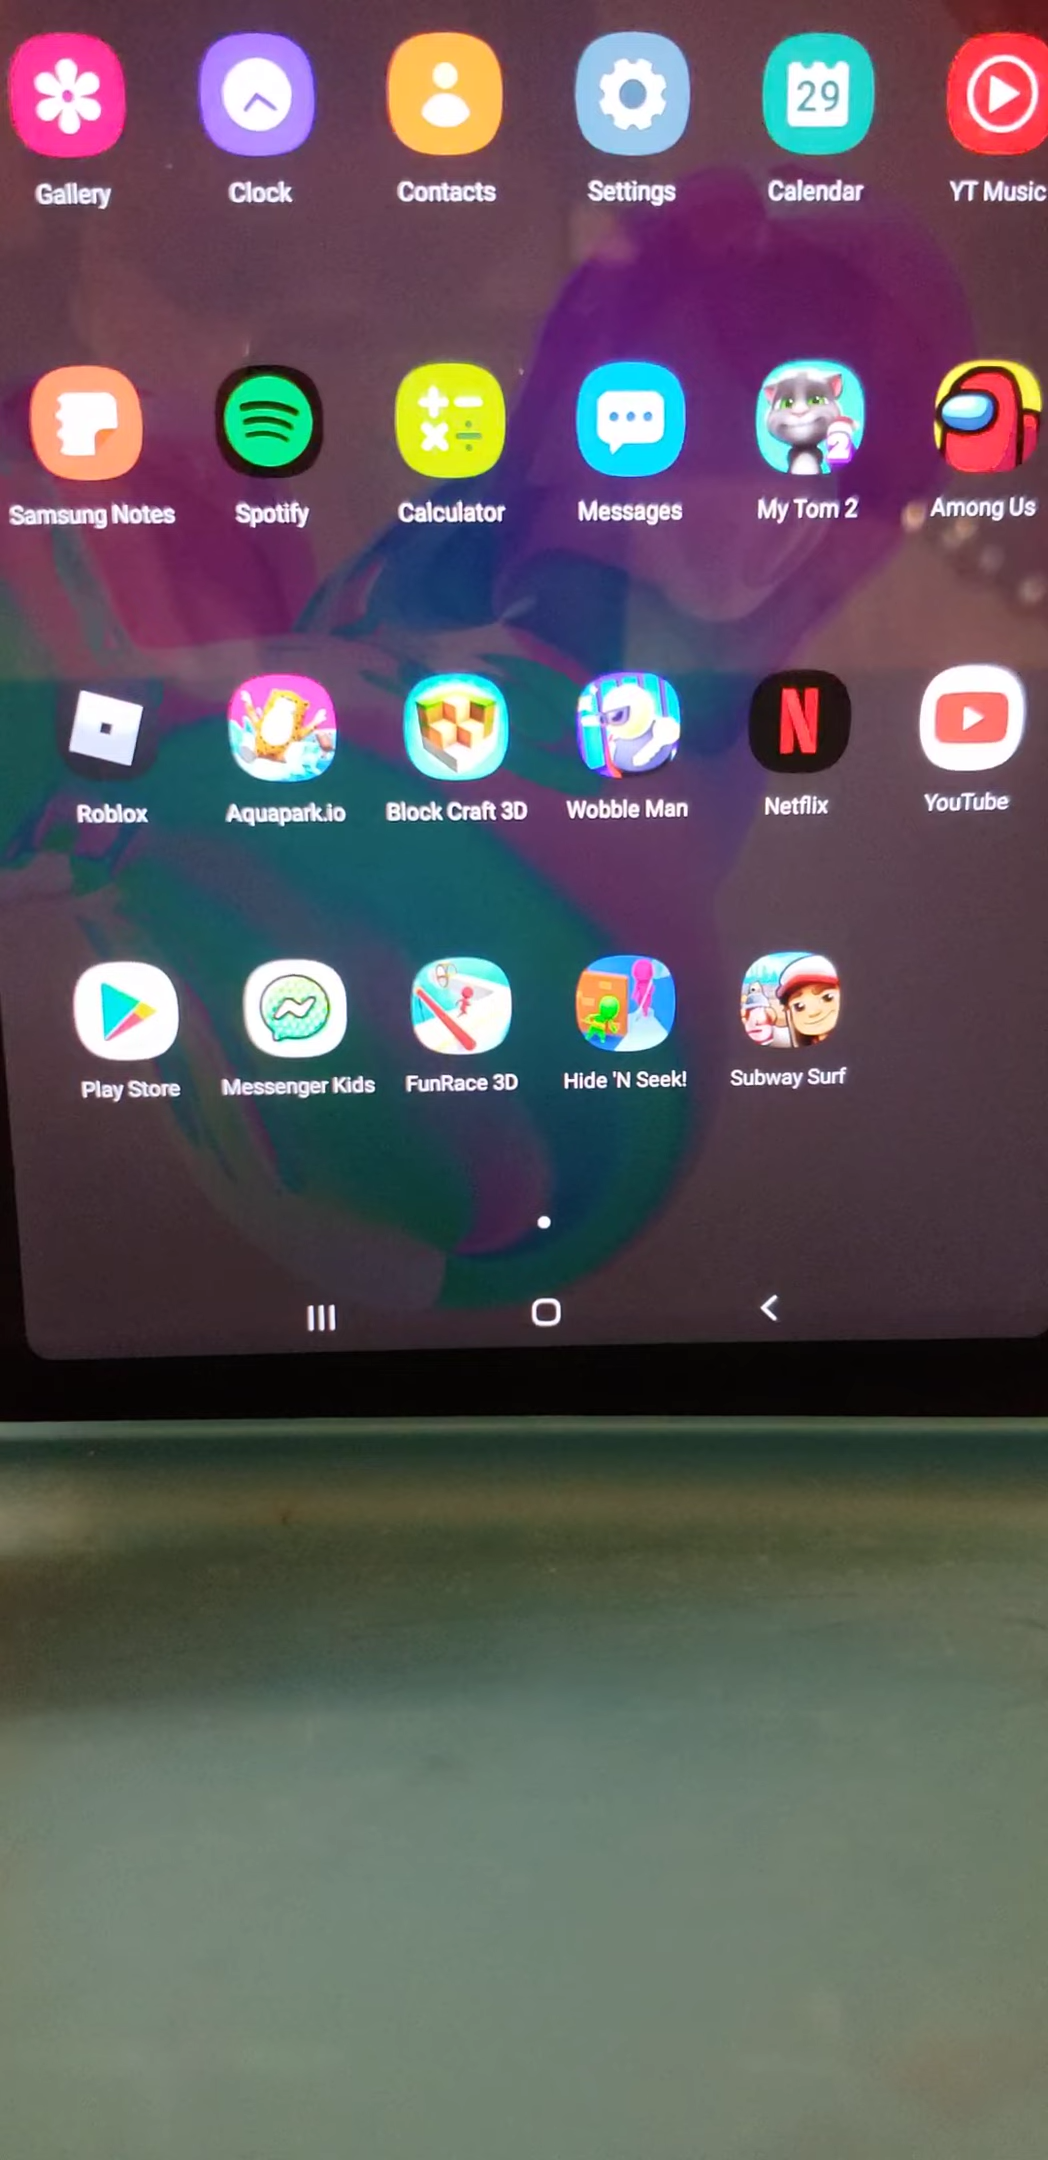 29
Gallery Clock Contacts Settings Calendar YT Music
2
Samsung Notes Spotify Calculator Messages My Tom 2 Among Us
N
Roblox Aquapark.io Block Craft 3D Wobble Man Netflix YouTube
Play Store Messenger Kids FunRace 3D Hide 'N Seek! Subway Surf